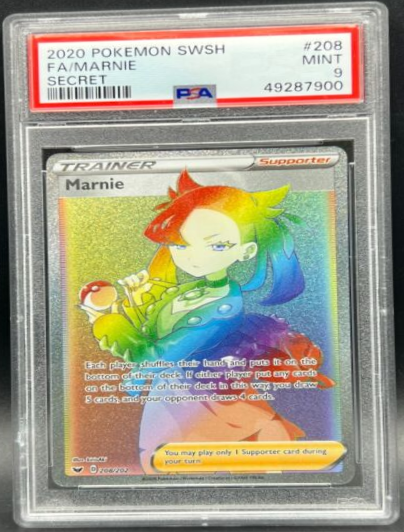 2020 POKEMON SWSH #208
FA/MARNIE MINT
SECRET 9
PSA 49287900
TRAINER Supporter
Marnie
Each player shuffles their hand and puts it on the
bottom of their deck. If either player put any cards
on the bottom of their deck in this way, you draw
5 cards, and your opponent draws 4 cards.
You may play only 1 Supporter card during
your turn.
D 208/202